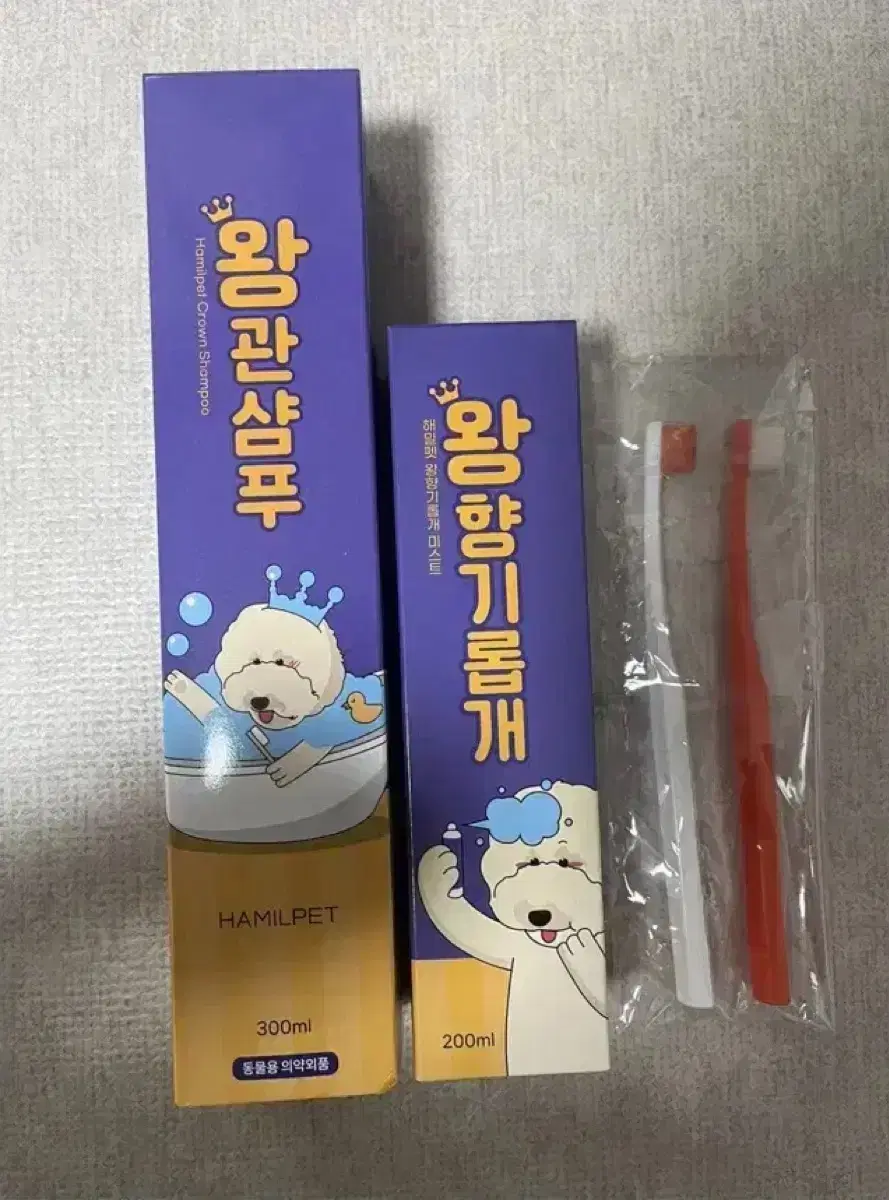 왕관샴푸
Hamilpet Crown Shampoo
HAMILPET
300ml
동물용 의약외품
왕향기롭개
해밀펫 왕향기롭개 미스트
200ml